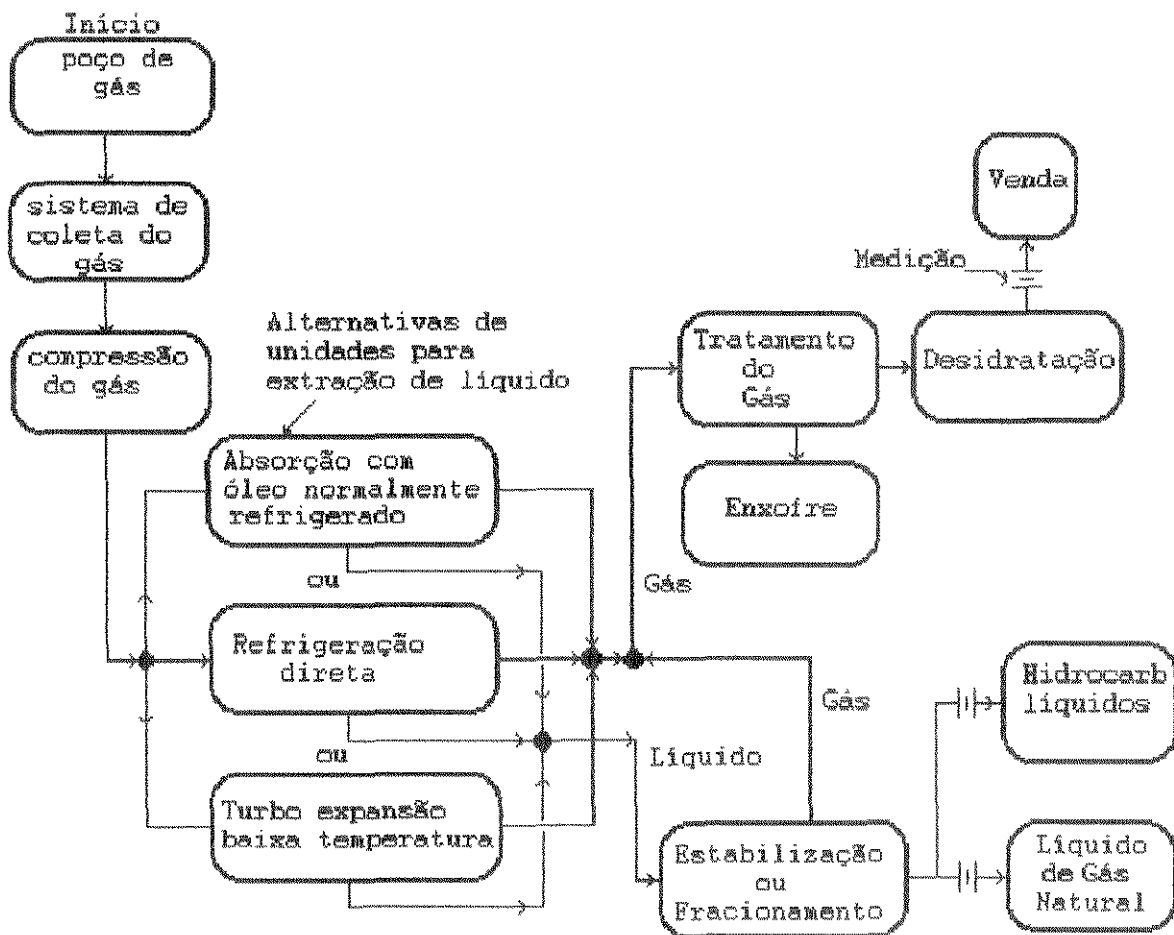 Início
poço de
gás
sistema de
coleta do
gás
compressão
do gás
Alternativas de
unidades para
extração de líquido
Absorção com
óleo normalmente
refrigerado
ou
Refrigeração
direta
ou
Turbo expansão
baixa temperatura
Venda
Medição
Tratamento
do
Gás
Desidratação
Enxofre
Gás
Gás
Líquido
Estabilização
ou
Fracionamento
Hidrocarb
líquidos
Líquido
de Gás
Natural